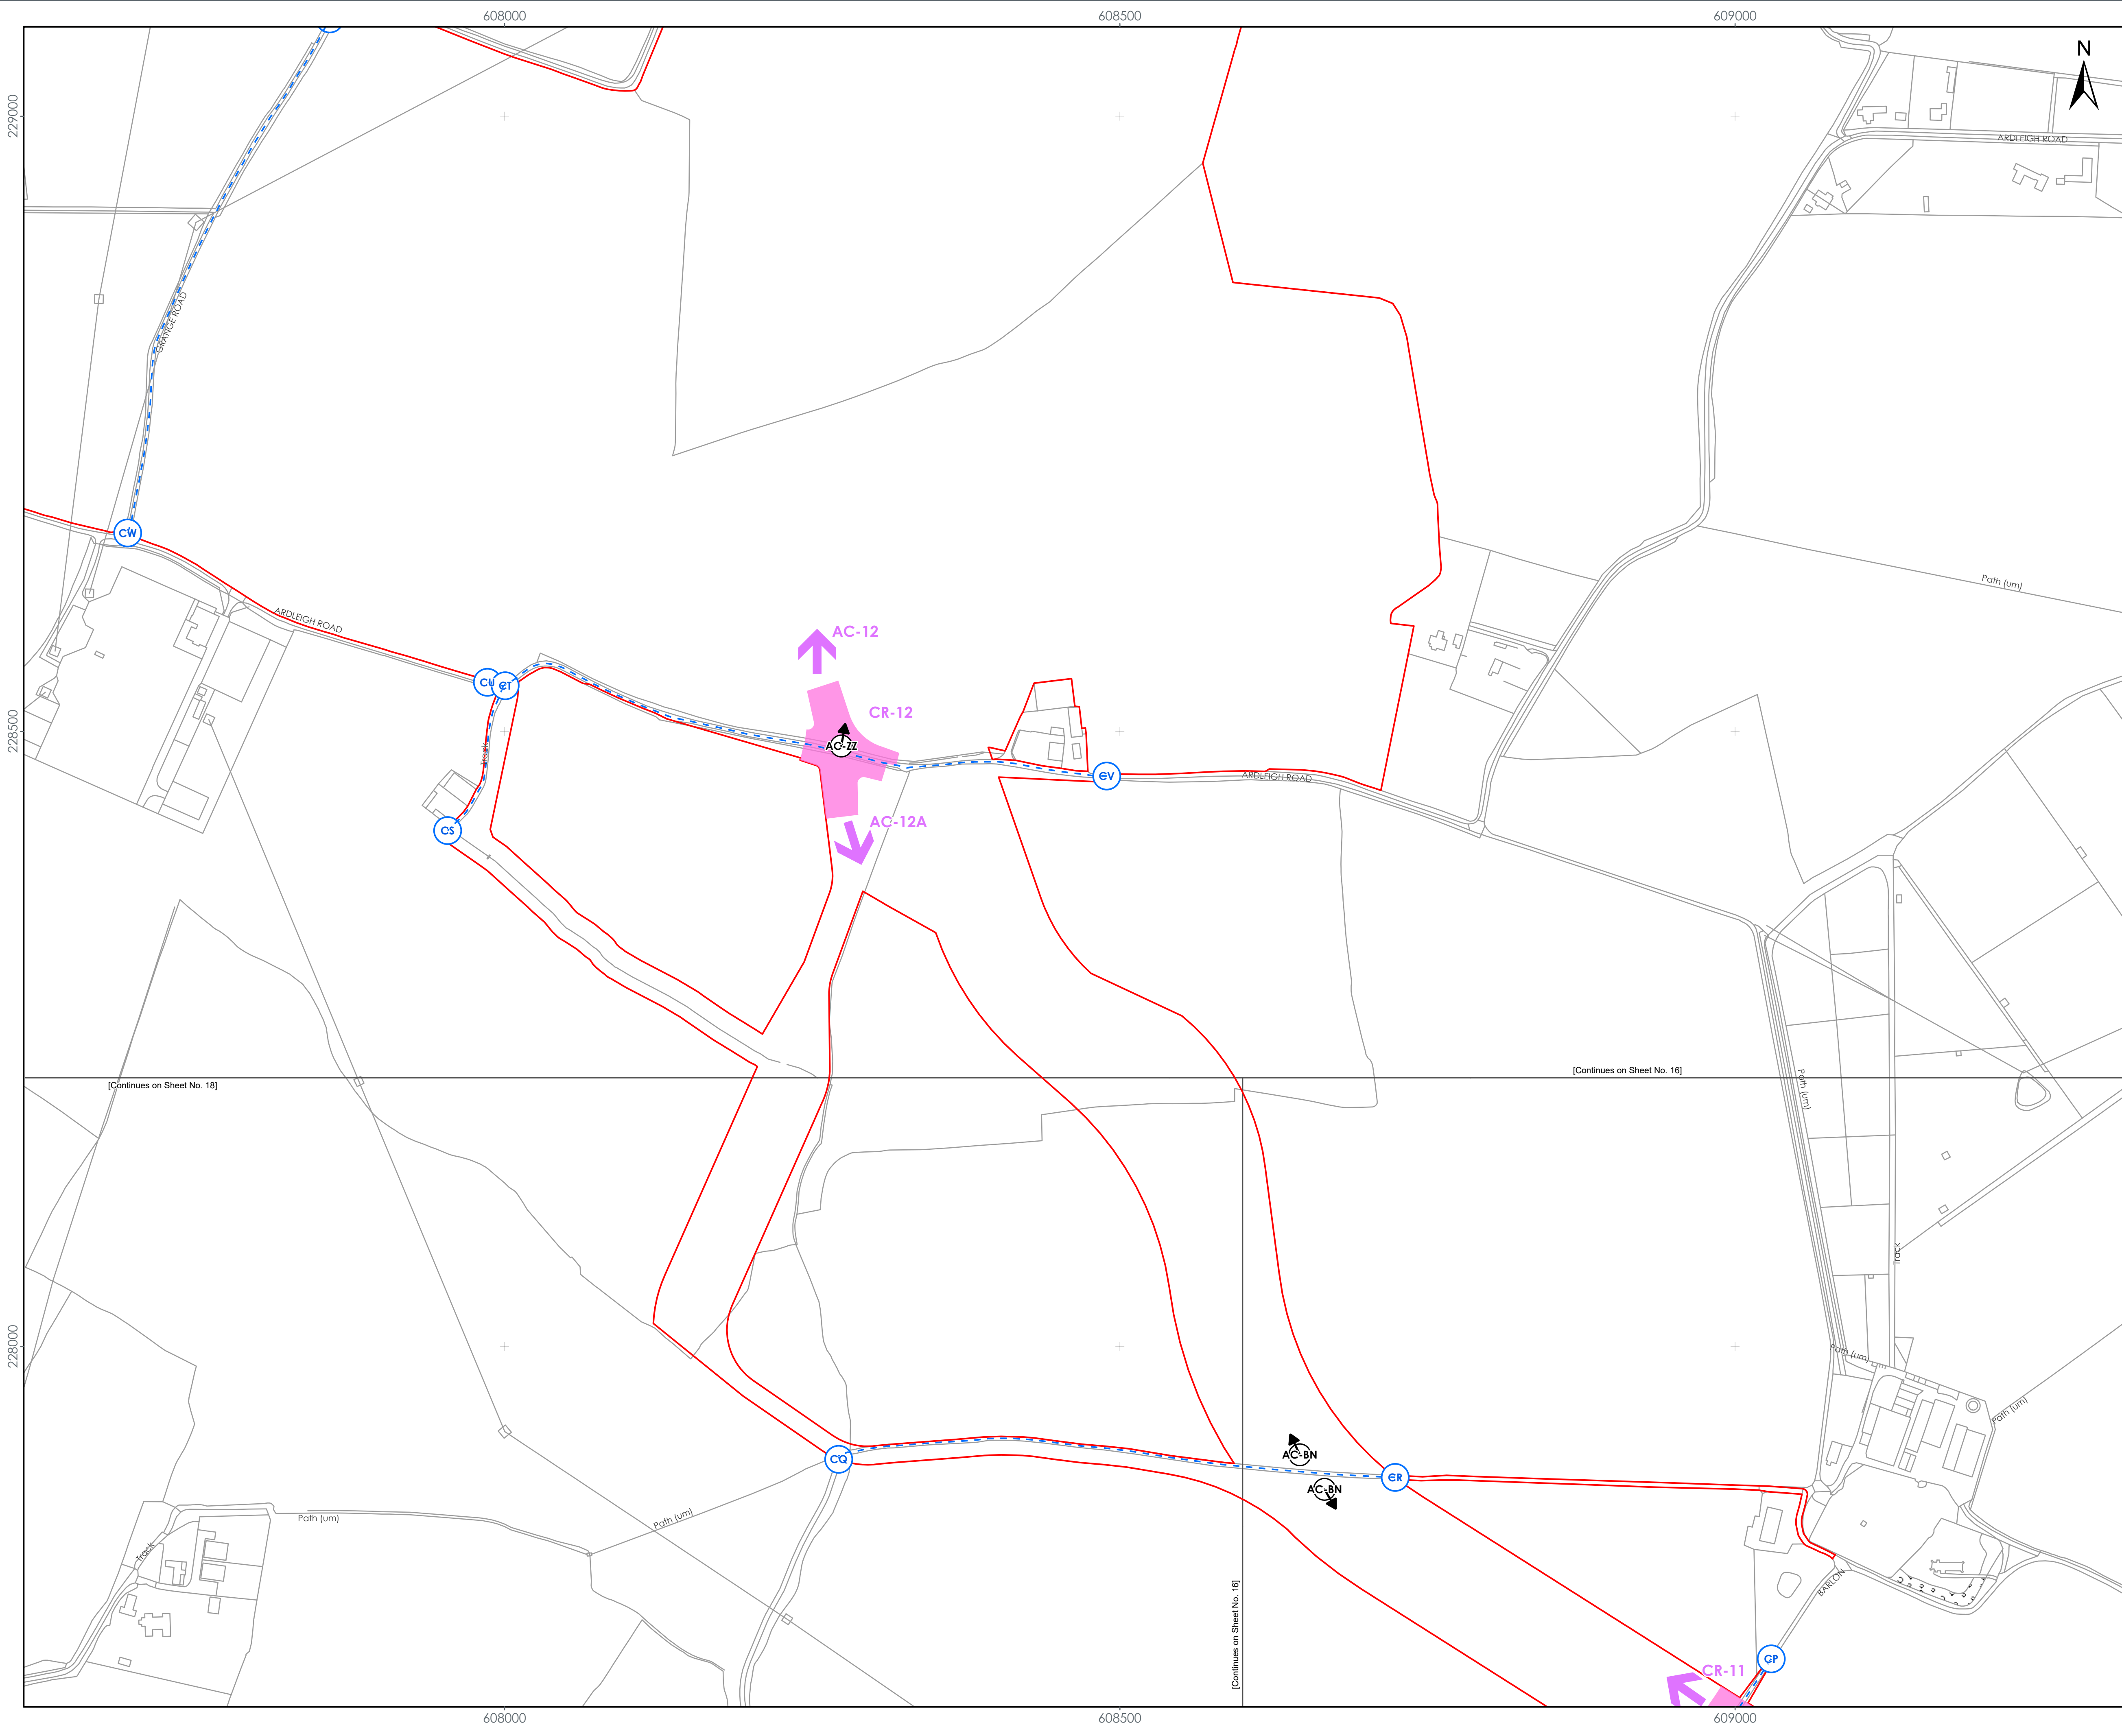 608000
608500
609000
N
229000
ARDLEIGH ROAD
GRANGE ROAD
CW
Path (um)
ARDLEIGH ROAD
AC-12
CU
CT
CR-12
228500
Track
AC-ZZ
CV
ARDLEIGH ROAD
AC-12A
CS
[Continues on Sheet No. 18]
[Continues on Sheet No. 16]
Path (um)
Track
228000
Path (um)
Path (um)
AC-BN
CQ
CR
AC-BN
Path (um)
Path (um)
Track
[Continues on Sheet No. 16]
BARLON
CP
CR-11
608000
608500
609000